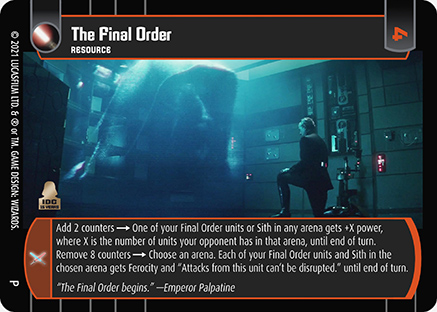 The Final Order
RESOURCE
4
© 2021 LUCASFILM LTD. & ® or TM. GAME DESIGN: WIZARDS.
IDC
P
Add 2 counters → One of your Final Order units or Sith in any arena gets +X power,
where X is the number of units your opponent has in that arena, until end of turn.
Remove 8 counters → Choose an arena. Each of your Final Order units and Sith in the
chosen arena gets Ferocity and “Attacks from this unit can't be disrupted.” until end of turn.
“The Final Order begins.” —Emperor Palpatine